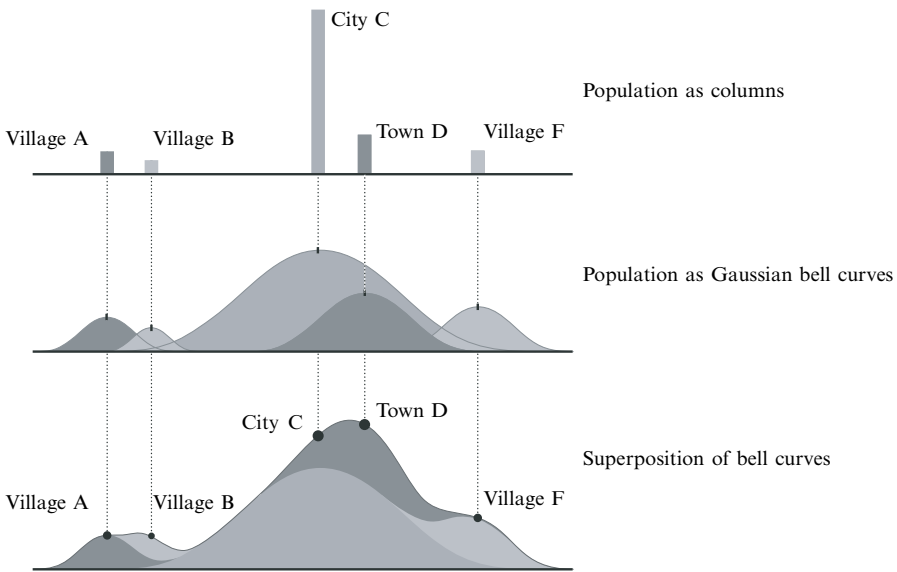 City C
Population as columns
Village A
Village B
Town D
Village F
Population as Gaussian bell curves
City C
Town D
Superposition of bell curves
Village A
Village B
Village F